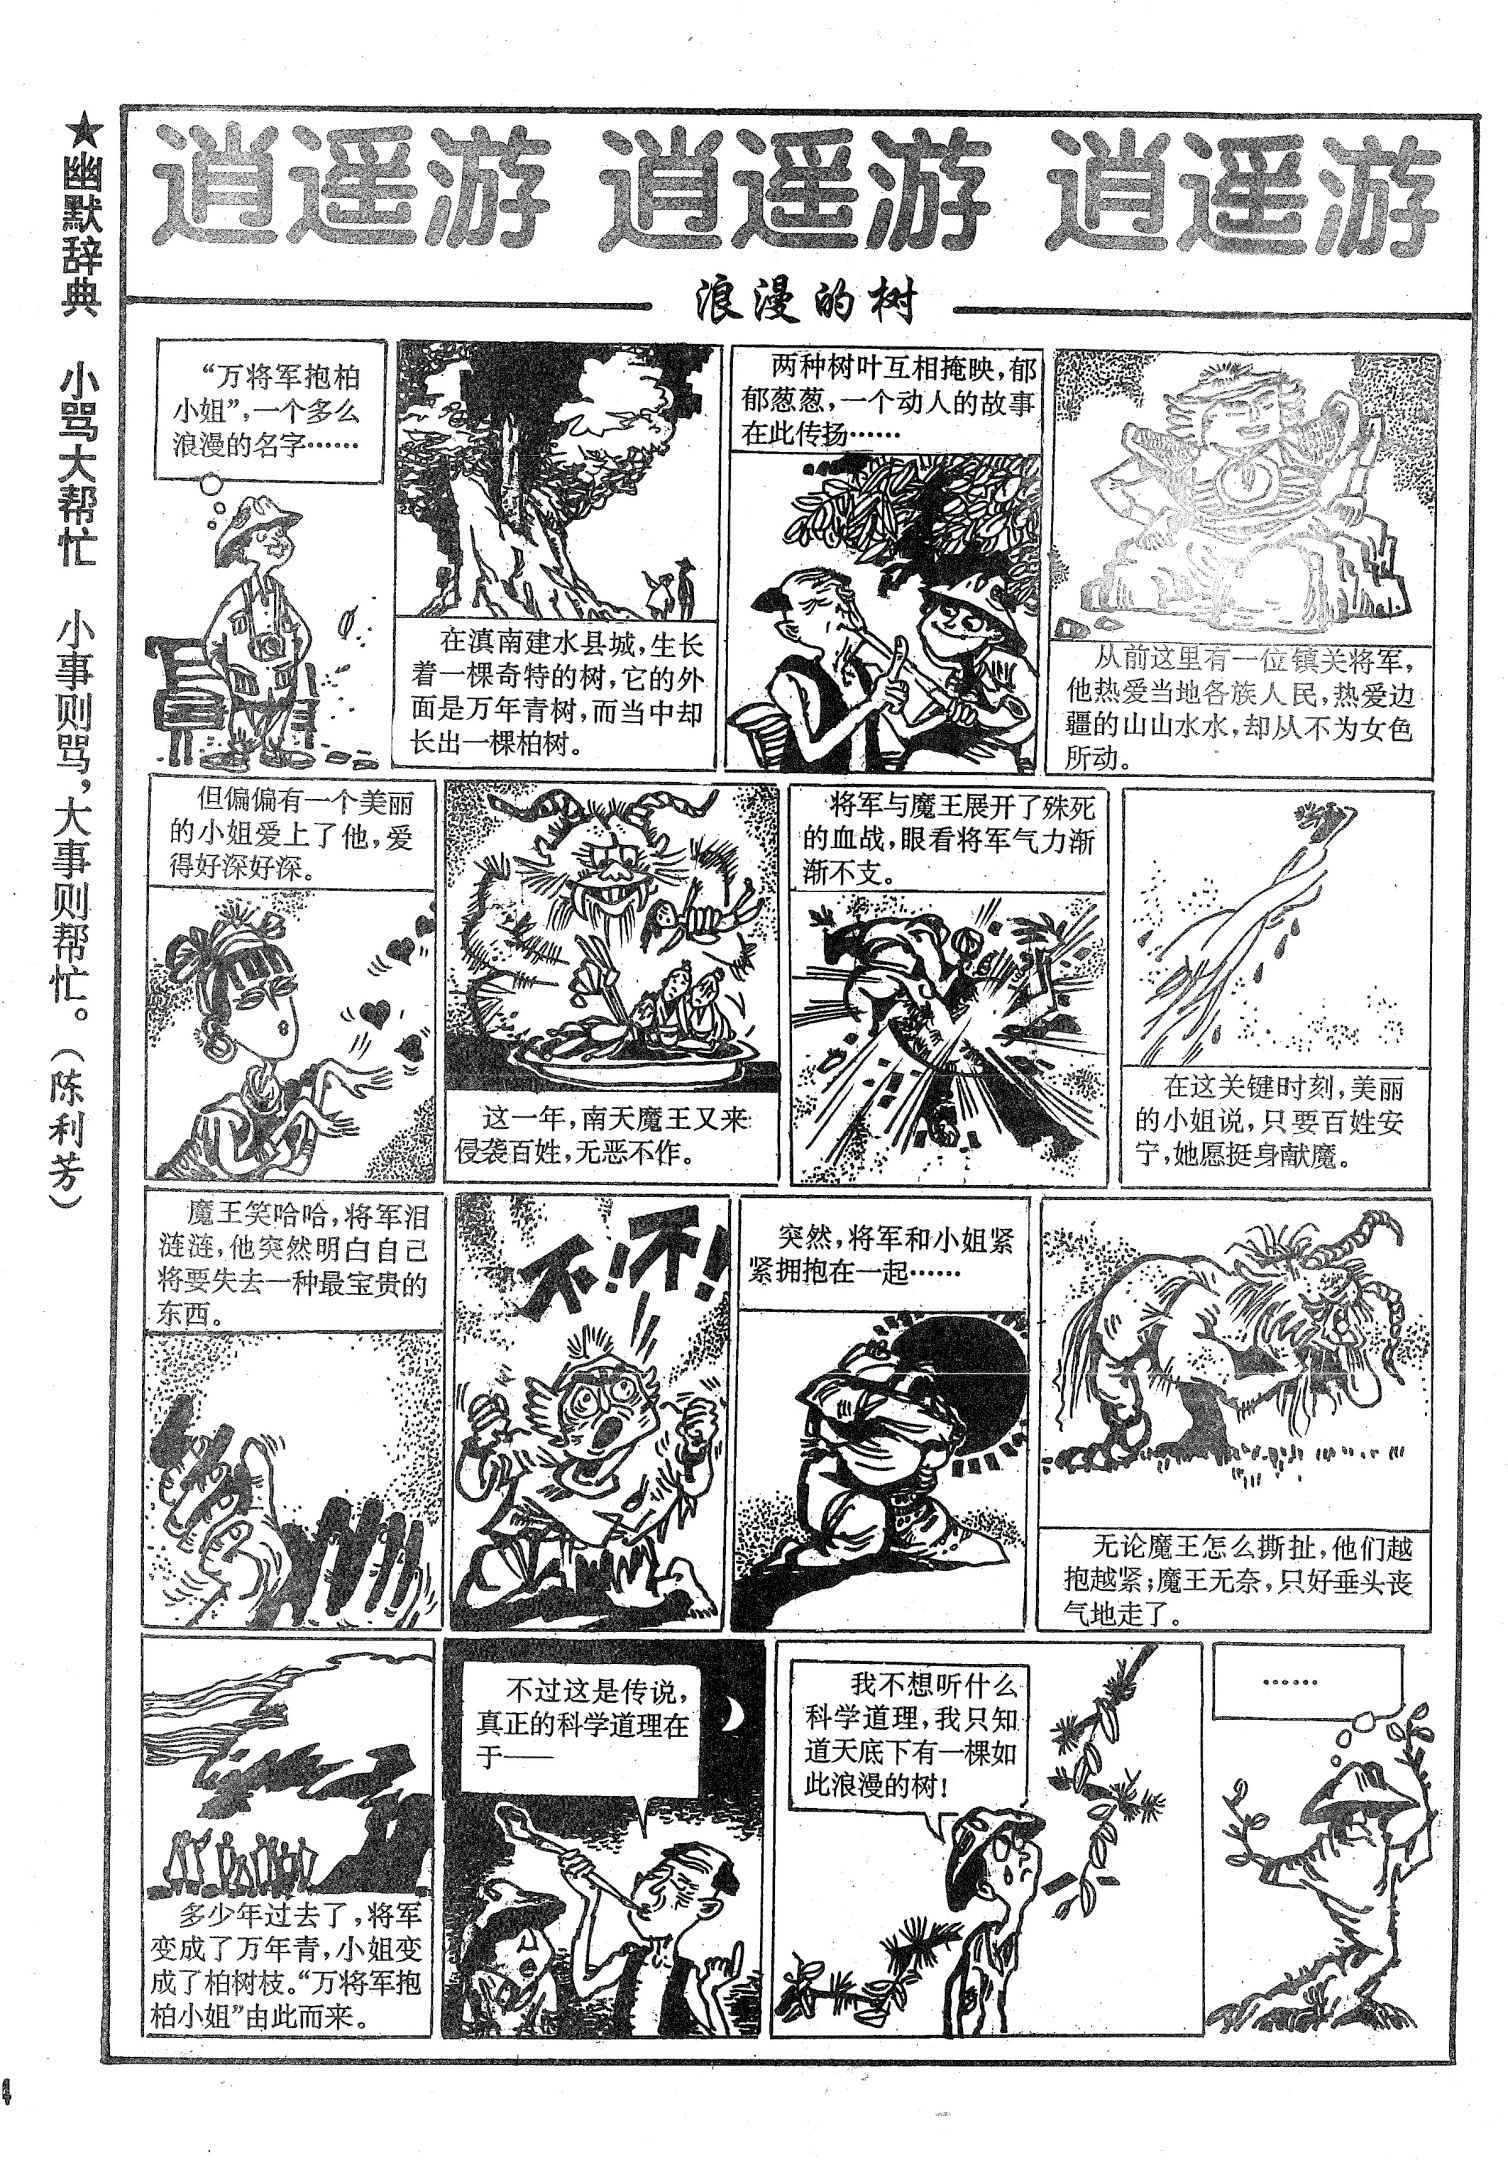 ★幽默辞典 小骂大帮忙 小事则骂，大事则帮忙。（陈利芳）
逍遥游 逍遥游 逍遥游
浪漫的树
“万将军抱柏
小姐”，一个多么
浪漫的名字……
在滇南建水县城，生长
着一棵奇特的树，它的外
面是万年青树，而当中却
长出一棵柏树。
两种树叶互相掩映，郁
郁葱葱，一个动人的故事
在此传扬……
从前这里有一位镇关将军，
他热爱当地各族人民，热爱边
疆的山山水水，却从不为女色
所动。
但偏偏有一个美丽
的小姐爱上了他，爱
得好深好深。
这一年，南天魔王又来
侵袭百姓，无恶不作。
将军与魔王展开了殊死
的血战，眼看将军气力渐
渐不支。
在这关键时刻，美丽
的小姐说，只要百姓安
宁，她愿挺身献魔。
魔王笑哈哈，将军泪
涟涟，他突然明白自己
将要失去一种最宝贵的
东西。
不！不！
突然，将军和小姐紧
紧拥抱在一起……
无论魔王怎么撕扯，他们越
抱越紧；魔王无奈，只好垂头丧
气地走了。
多少年过去了，将军
变成了万年青，小姐变
成了柏树枝。“万将军抱
柏小姐”由此而来。
不过这是传说，
真正的科学道理在
于——
我不想听什么
科学道理，我只知
道天底下有一棵如
此浪漫的树！
……
4